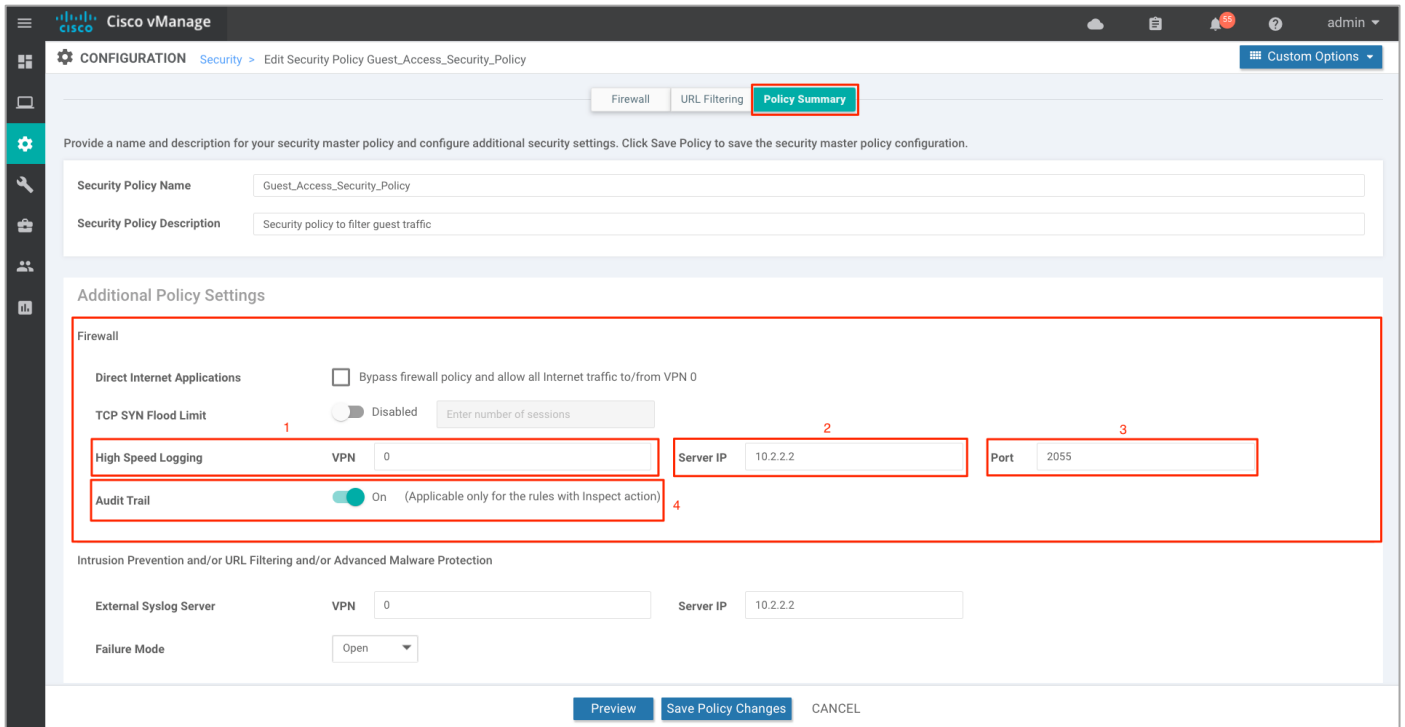 cisco Cisco vManage 55 admin
CONFIGURATION Security > Edit Security Policy Guest_Access_Security_Policy Custom Options
Firewall URL Filtering Policy Summary
Provide a name and description for your security master policy and configure additional security settings. Click Save Policy to save the security master policy configuration.
Security Policy Name Guest_Access_Security_Policy
Security Policy Description Security policy to filter guest traffic
Additional Policy Settings
Firewall
Direct Internet Applications Bypass firewall policy and allow all Internet traffic to/from VPN 0
TCP SYN Flood Limit Disabled Enter number of sessions
1 2 3
High Speed Logging VPN 0 Server IP 10.2.2.2 Port 2055
Audit Trail On (Applicable only for the rules with Inspect action) 4
Intrusion Prevention and/or URL Filtering and/or Advanced Malware Protection
External Syslog Server VPN 0 Server IP 10.2.2.2
Failure Mode Open
Preview Save Policy Changes CANCEL